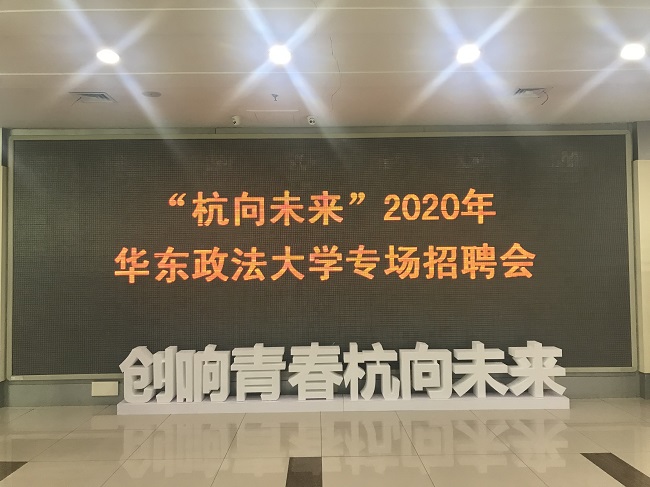 “杭向未来”2020年
华东政法大学专场招聘会
创响青春杭向未来